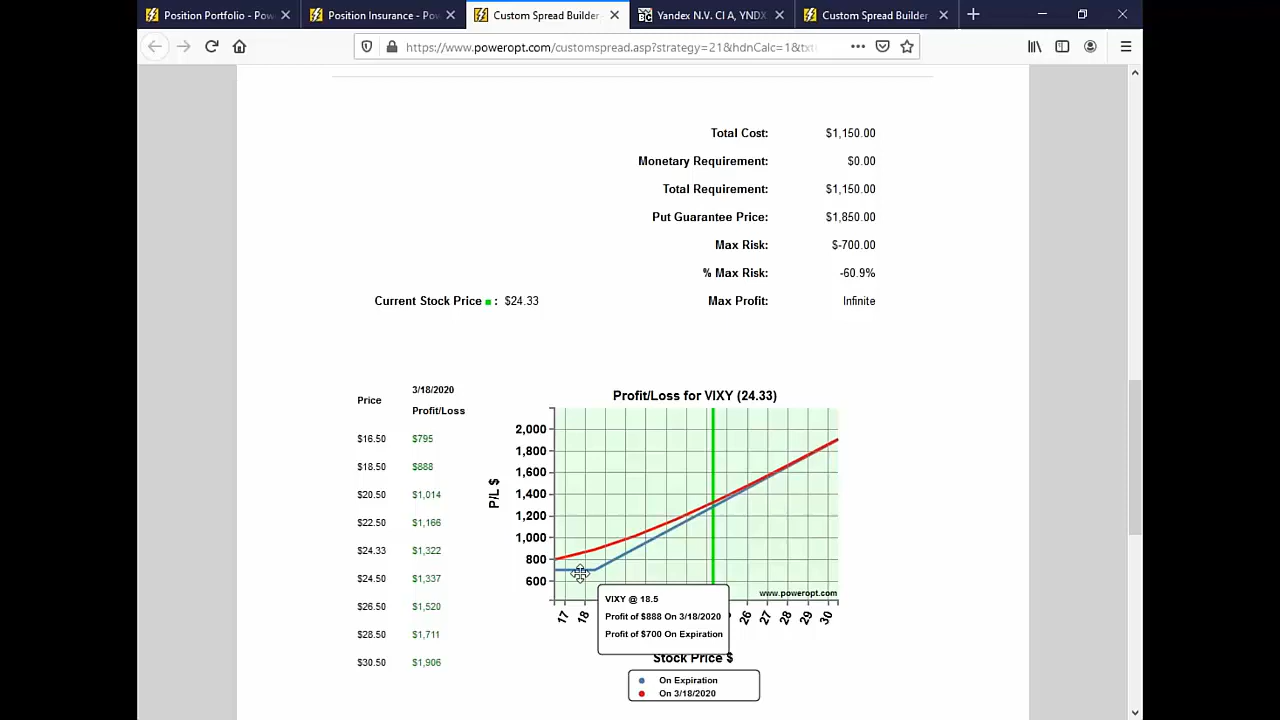 Position Portfolio - Pow
Position Insurance - Pow
Custom Spread Builder -
Yandex N.V. Cl A, YNDX
Custom Spread Builder
https://www.poweropt.com/customspread.asp?strategy=21&hdnCalc=1&txt
Total Cost: $1,150.00
Monetary Requirement: $0.00
Total Requirement: $1,150.00
Put Guarantee Price: $1,850.00
Max Risk: $-700.00
% Max Risk: -60.9%
Current Stock Price : $24.33 Max Profit: Infinite
3/18/2020
Price
Profit/Loss
$16.50 $795
$18.50 $888
$20.50 $1,014
$22.50 $1,166
$24.33 $1,322
$24.50 $1,337
$26.50 $1,520
$28.50 $1,711
$30.50 $1,906
Profit/Loss for VIXY (24.33)
P/L $
2,000
1,800
1,600
1,400
1,200
1,000
800
600
www.poweropt.com
VIXY @ 18.5
Profit of $888 On 3/18/2020
Profit of $700 On Expiration
17 18 26 27 28 29 30
Stock Price $
On Expiration
On 3/18/2020